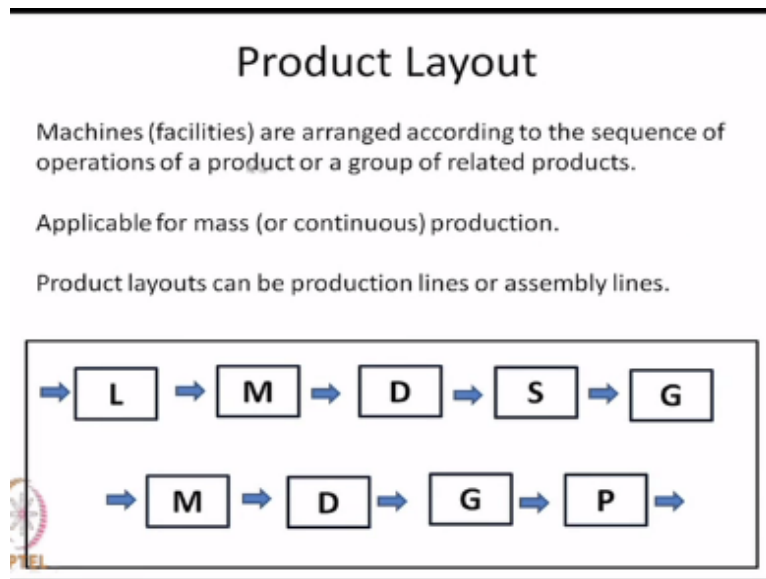 Product Layout
Machines (facilities) are arranged according to the sequence of
operations of a product or a group of related products.
Applicable for mass (or continuous) production.
Product layouts can be production lines or assembly lines.
L M D S G
M D G P
PTEL